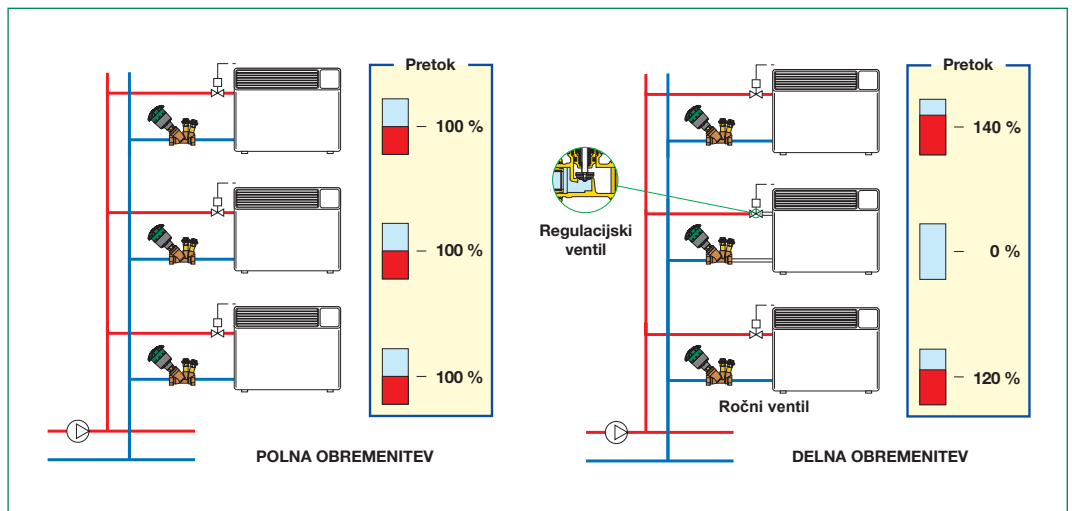 Pretok
100 %
100 %
100 %
POLNA OBREMENITEV
Pretok
140 %
Regulacijski
ventil
0 %
120 %
Ročni ventil
DELNA OBREMENITEV